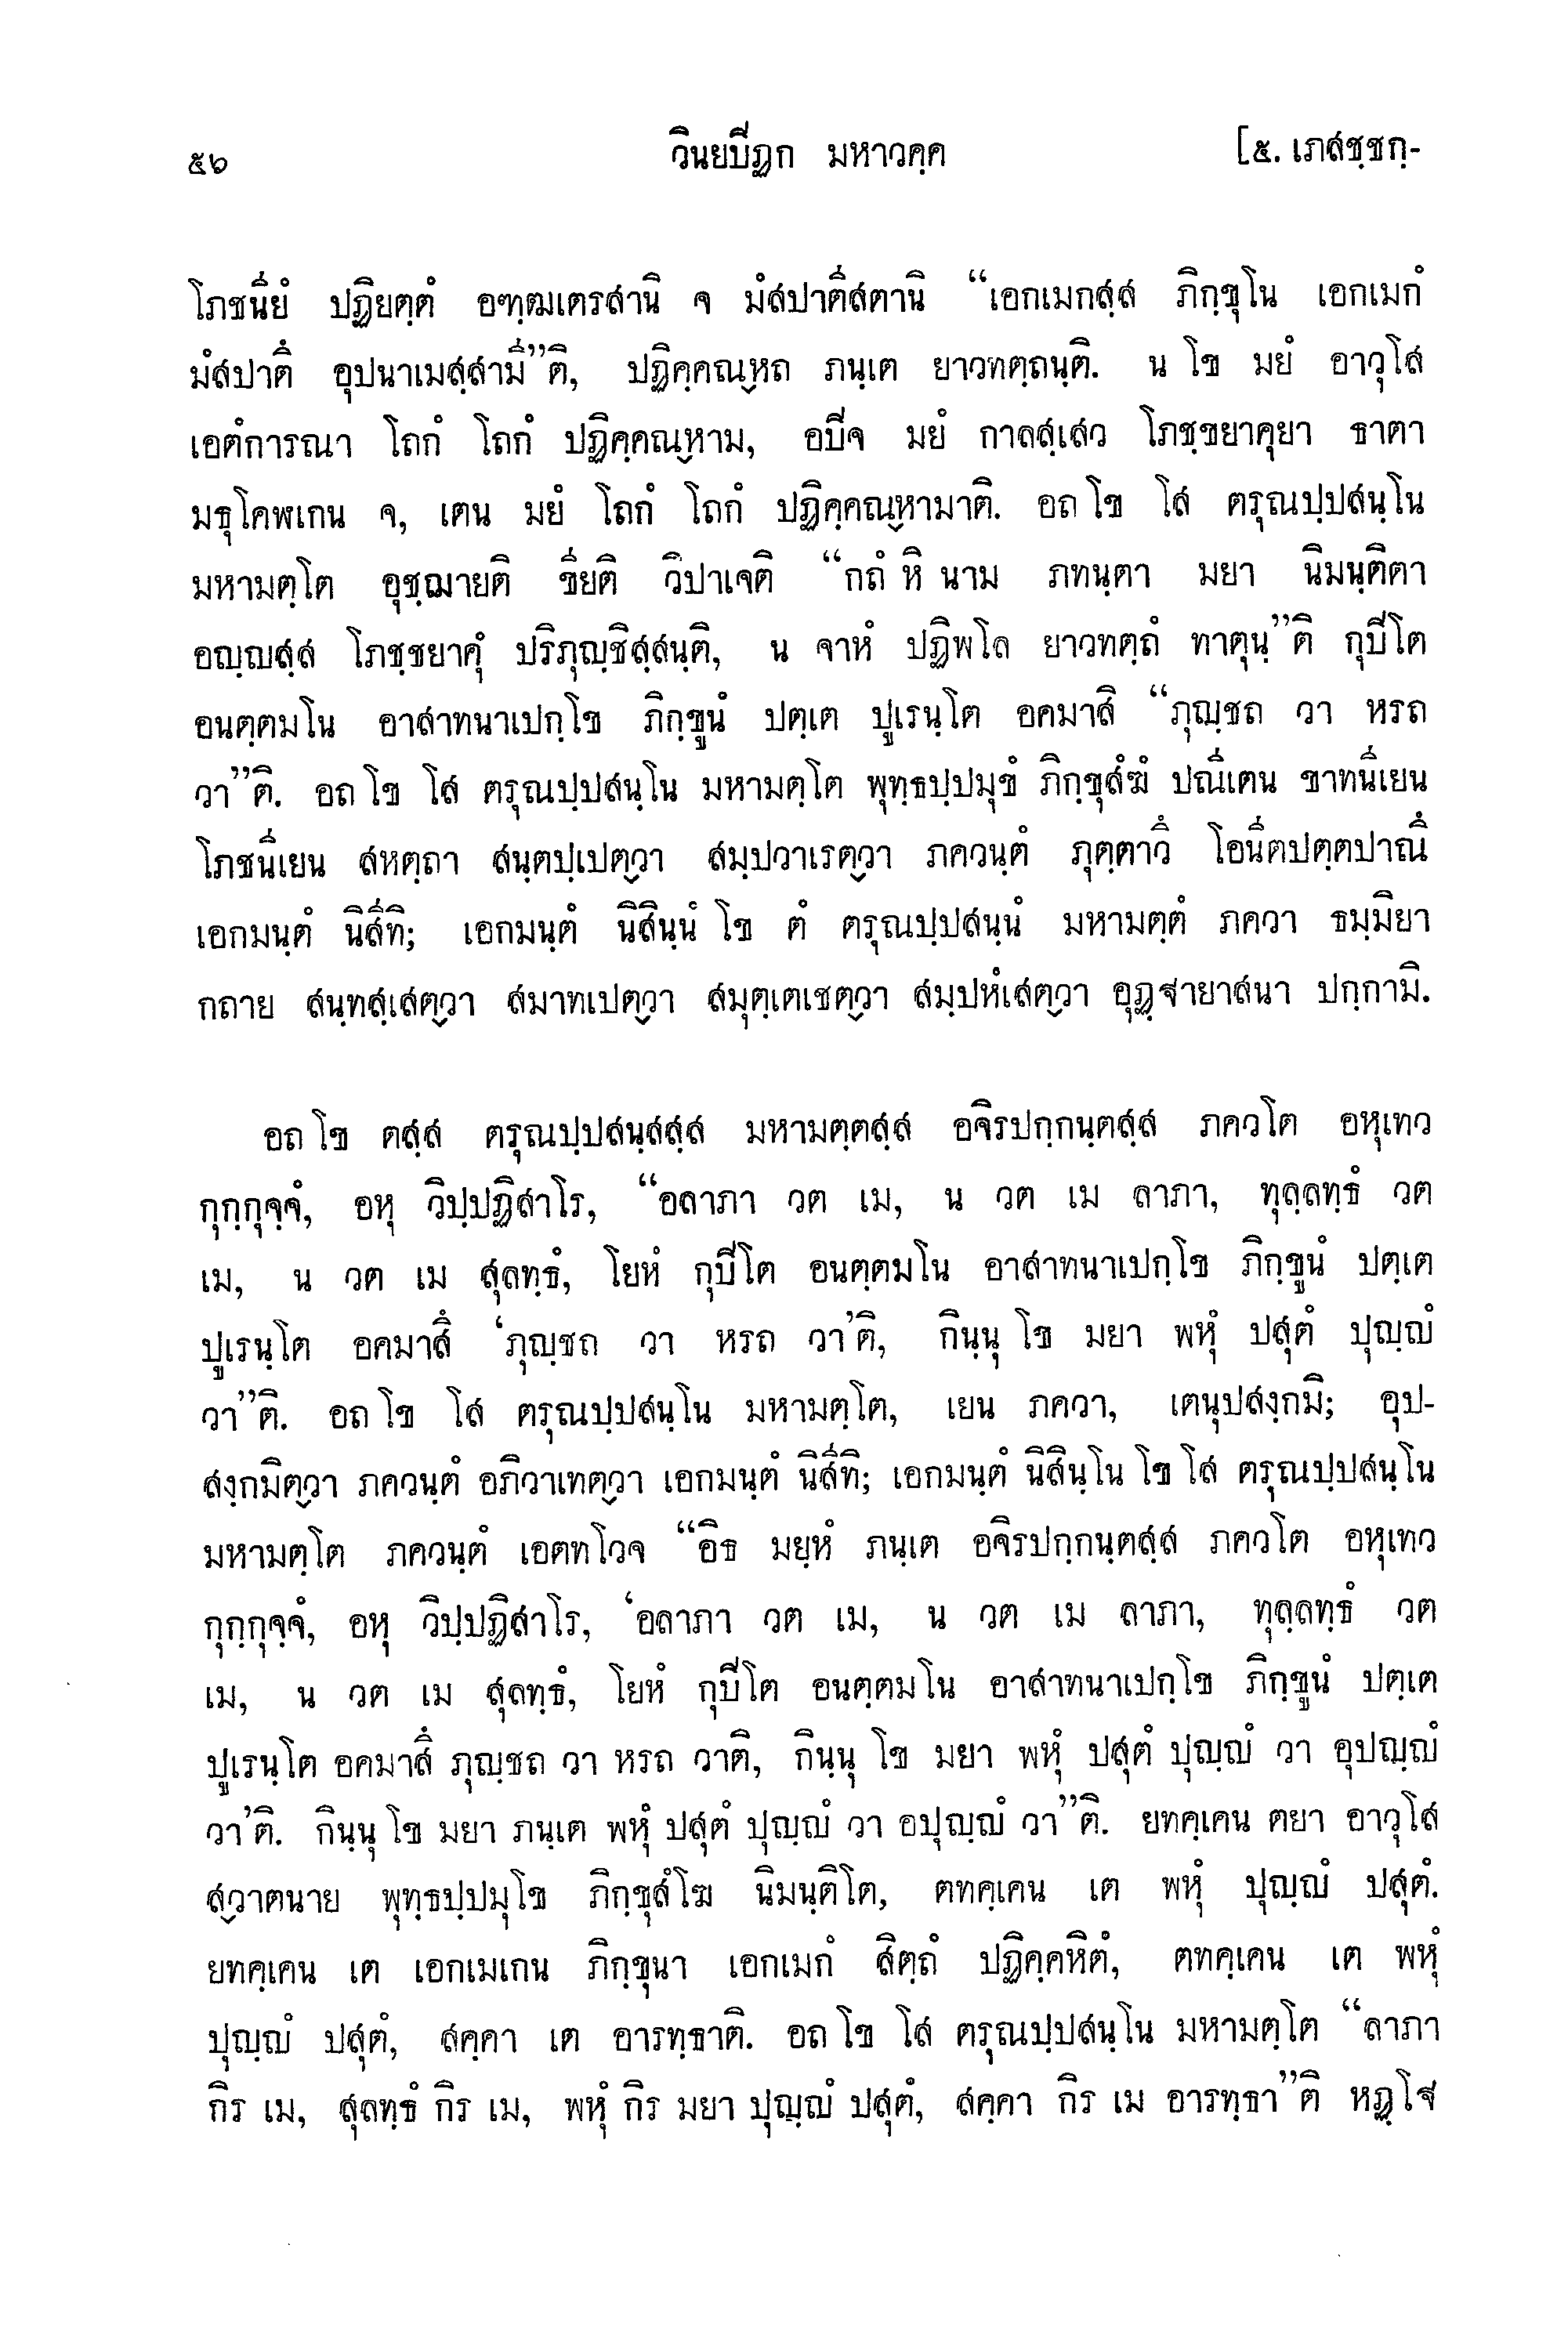 ๕๖ วินยปิฏก มหาวคฺค [๕. เภสชฺชกฺ-
โภชนียํ ปฏิยตฺตํ อฑฺฒเตรสานิ จ มํสปาตีสตานิ “เอกเมกสฺส ภิกฺขุโน เอกเมกํ
มํสปาตึ อุปนาเมสฺสามี”ติ, ปฏิคฺคณฺหถ ภนฺเต ยาวทตฺถนฺติ. น โข มยํ อาวุโส
เอตํการณา โถกํ โถกํ ปฏิคฺคณฺหาม, อปิจ มยํ กาลสฺเสว โภชฺชยาคุยา ธาตา
มธุโคฬเกน จ, เตน มยํ โถกํ โถกํ ปฏิคฺคณฺหามาติ. อถ โข โส ตรุณปฺปสนฺโน
มหามตฺโต อุชฺฌายติ ขียติ วิปาเจติ “กถํ หิ นาม ภทนฺตา มยา นิมนฺติตา
อญฺญสฺส โภชฺชยาคุํ ปริภุญฺชิสฺสนฺติ, น จาหํ ปฏิพโล ยาวทตฺถํ ทาตุนฺ”ติ กุปิโต
อนตฺตมโน อาสาทนาเปกฺโข ภิกฺขูนํ ปตฺเต ปูเรนฺโต อคมาสิ “ภุญฺชถ วา หรถ
วา”ติ. อถ โข โส ตรุณปฺปสนฺโน มหามตฺโต พุทฺธปฺปมุขํ ภิกฺขุสํฆํ ปณีเตน ขาทนีเยน
โภชนีเยน สหตฺถา สนฺตปฺเปตฺวา สมฺปวาเรตฺวา ภควนฺตํ ภุตฺตาวึ โอนีตปตฺตปาณึ
เอกมนฺตํ นิสีทิ; เอกมนฺตํ นิสินฺนํ โข ตํ ตรุณปฺปสนฺนํ มหามตฺตํ ภควา ธมฺมิยา
กถาย สนฺทสฺเสตฺวา สมาทเปตฺวา สมุตฺเตเชตฺวา สมฺปหํเสตฺวา อุฏฺฐายาสนา ปกฺกามิ.
อถ โข ตสฺส ตรุณปฺปสนฺสสฺส มหามตฺตสฺส อจิรปกฺกนฺตสฺส ภควโต อหุเทว
กุกฺกุจฺจํ, อหุ วิปฺปฏิสาโร, “อลาภา วต เม, น วต เม ลาภา, ทุลฺลทฺธํ วต
เม, น วต เม สุลทฺธํ, โยหํ กุปิโต อนตฺตมโน อาสาทนาเปกฺโข ภิกฺขูนํ ปตฺเต
ปูเรนฺโต อคมาสึ ‘ภุญฺชถ วา หรถ วา’ติ, กินฺนุ โข มยา พหุํ ปสุตํ ปุญฺญํ
วา”ติ. อถ โข โส ตรุณปฺปสนฺโน มหามตฺโต, เยน ภควา, เตนุปสงฺกมิ; อุป-
สงฺกมิตฺวา ภควนฺตํ อภิวาเทตฺวา เอกมนฺตํ นิสีทิ; เอกมนฺตํ นิสินฺโน โข โส ตรุณปฺปสนฺโน
มหามตฺโต ภควนฺตํ เอตทโวจ “อิธ มยฺหํ ภนฺเต อจิรปกฺกนฺตสฺส ภควโต อหุเทว
กุกฺกุจฺจํ, อหุ วิปฺปฏิสาโร, ‘อลาภา วต เม, น วต เม ลาภา, ทุลฺลทฺธํ วต
เม, น วต เม สุลทฺธํ, โยหํ กุปิโต อนตฺตมโน อาสาทนาเปกฺโข ภิกฺขูนํ ปตฺเต
ปูเรนฺโต อคมาสึ ภุญฺชถ วา หรถ วาติ, กินฺนุ โข มยา พหุํ ปสุตํ ปุญฺญํ วา อุปญฺญํ
วา’ติ. กินฺนุ โข มยา ภนฺเต พหุํ ปสุตํ ปุญฺญํ วา อปุญฺญํ วา”ติ. ยทคฺเคน ตยา อาวุโส
สฺวาตนาย พุทฺธปฺปมุโข ภิกฺขุสํโฆ นิมนฺติโต, ตทคฺเคน เต พหุํ ปุญฺญํ ปสุตํ.
ยทคฺเคน เต เอกเมเกน ภิกฺขุนา เอกเมกํ สิตฺถํ ปฏิคฺคหิตํ, ตทคฺเคน เต พหุํ
ปุญฺญํ ปสุตํ, สคฺคา เต อารทฺธาติ. อถ โข โส ตรุณปฺปสนฺโน มหามตฺโต “ลาภา
กิร เม, สุลทฺธํ กิร เม, พหุํ กิร มยา ปุญฺญํ ปสุตํ, สคฺคา กิร เม อารทฺธา”ติ หฏฺโฐ